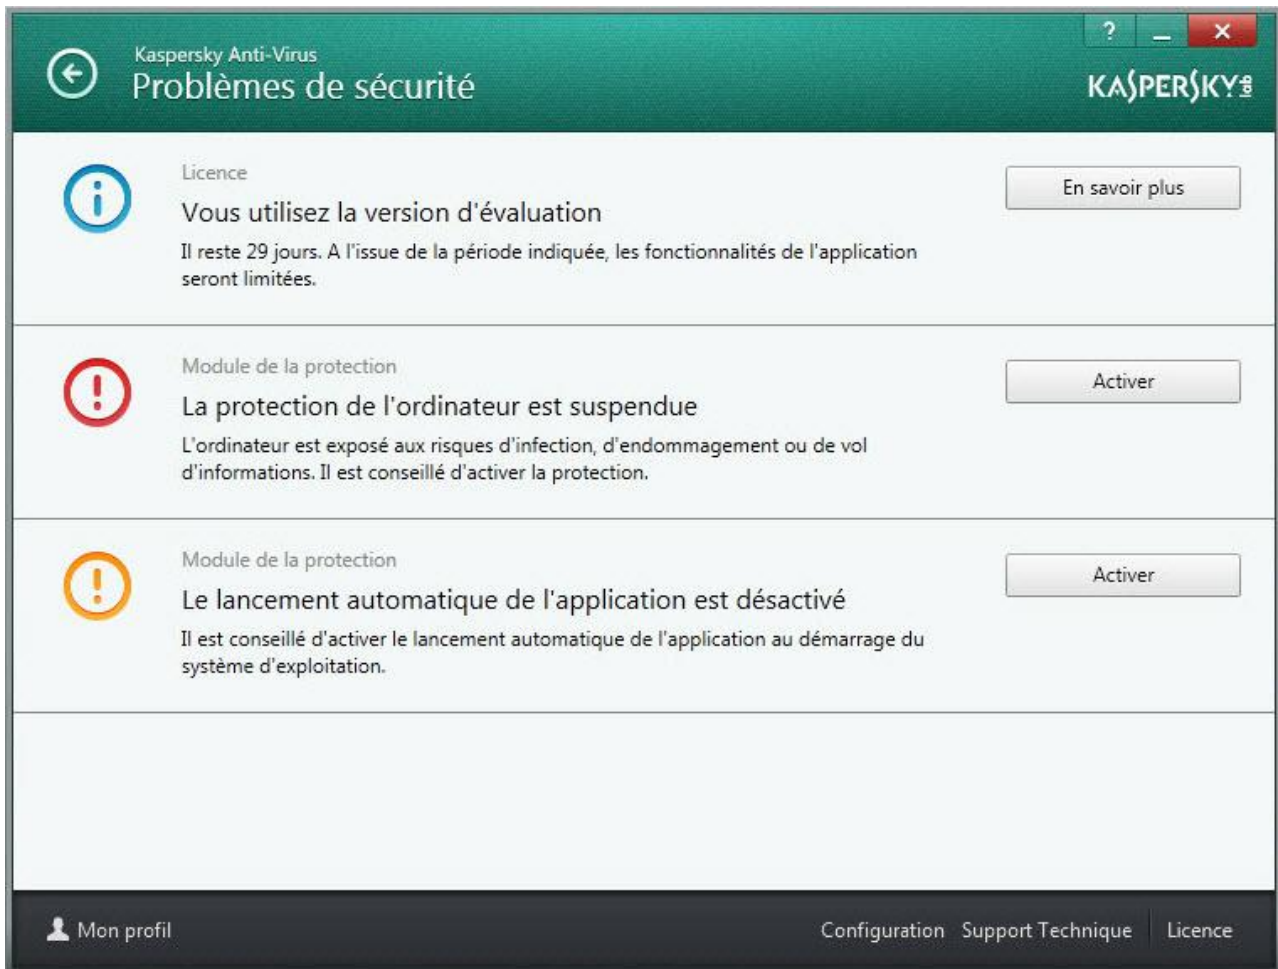 Kaspersky Anti-Virus
Problèmes de sécurité
?
KASPERSKY lab
Licence
Vous utilisez la version d'évaluation
Il reste 29 jours. A l'issue de la période indiquée, les fonctionnalités de l'application
seront limitées.
En savoir plus
Module de la protection
La protection de l'ordinateur est suspendue
L'ordinateur est exposé aux risques d'infection, d'endommagement ou de vol
d'informations. Il est conseillé d'activer la protection.
Activer
Module de la protection
Le lancement automatique de l'application est désactivé
Il est conseillé d'activer le lancement automatique de l'application au démarrage du
système d'exploitation.
Activer
Mon profil
Configuration Support Technique Licence